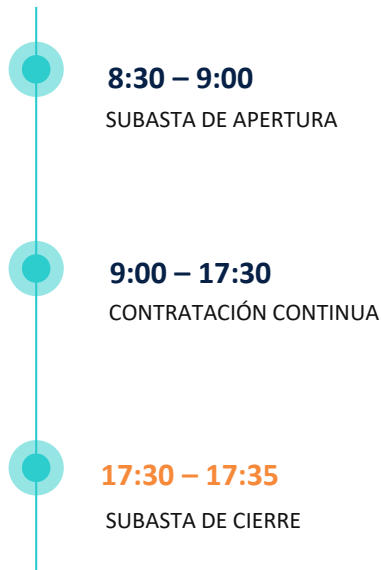 8:30 – 9:00
SUBASTA DE APERTURA
9:00 – 17:30
CONTRATACIÓN CONTINUA
17:30 – 17:35
SUBASTA DE CIERRE